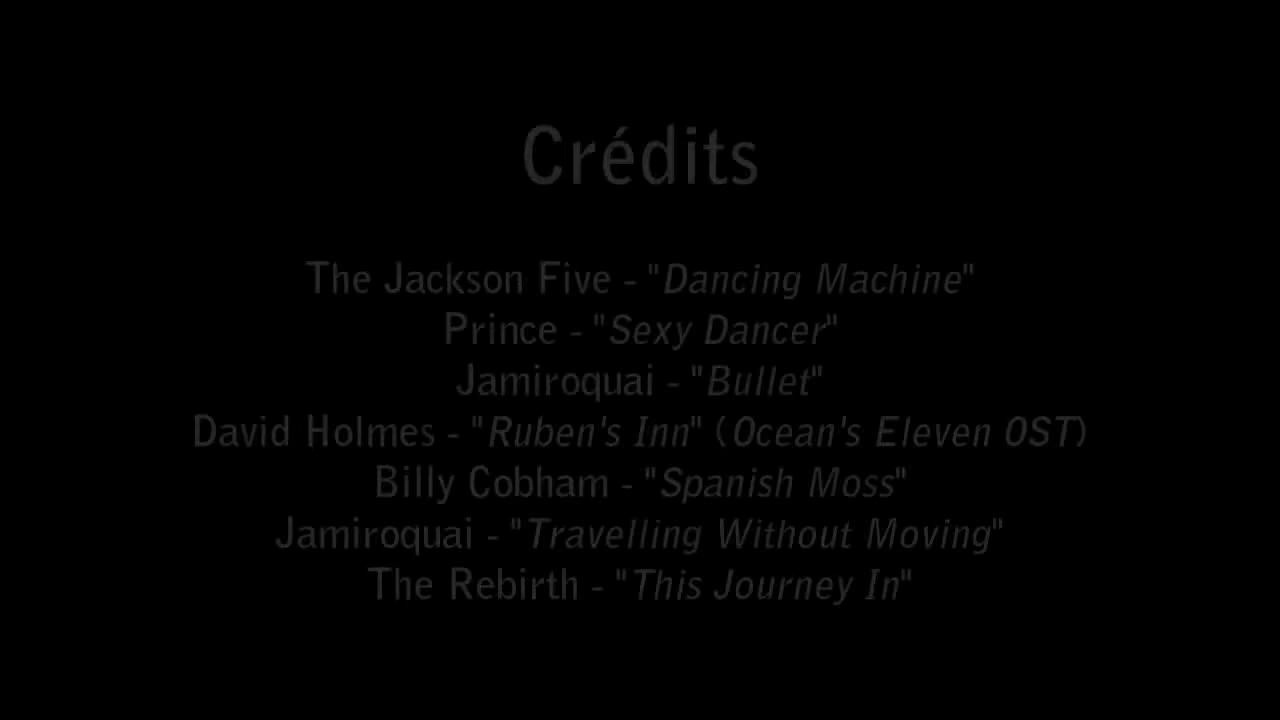 Crédits
The Jackson Five - "Dancing Machine"
Prince - "Sexy Dancer"
Jamiroquai - "Bullet"
David Holmes - "Ruben's Inn" (Ocean's Eleven OST)
Billy Cobham - "Spanish Moss"
Jamiroquai - "Travelling Without Moving"
The Rebirth - "This Journey In"